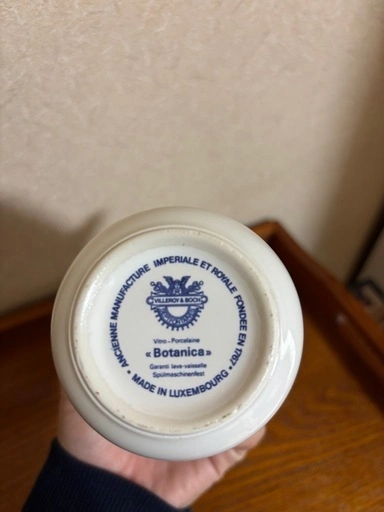 ANCIENNE MANUFACTURE IMPERIALE ET ROYALE FONDÉE EN 1767
VILLEROY & BOCH
Vitro-Porcelaine
« Botanica »
Garanti lave-vaisselle
Spülmaschinenfest
• MADE IN LUXEMBOURG •